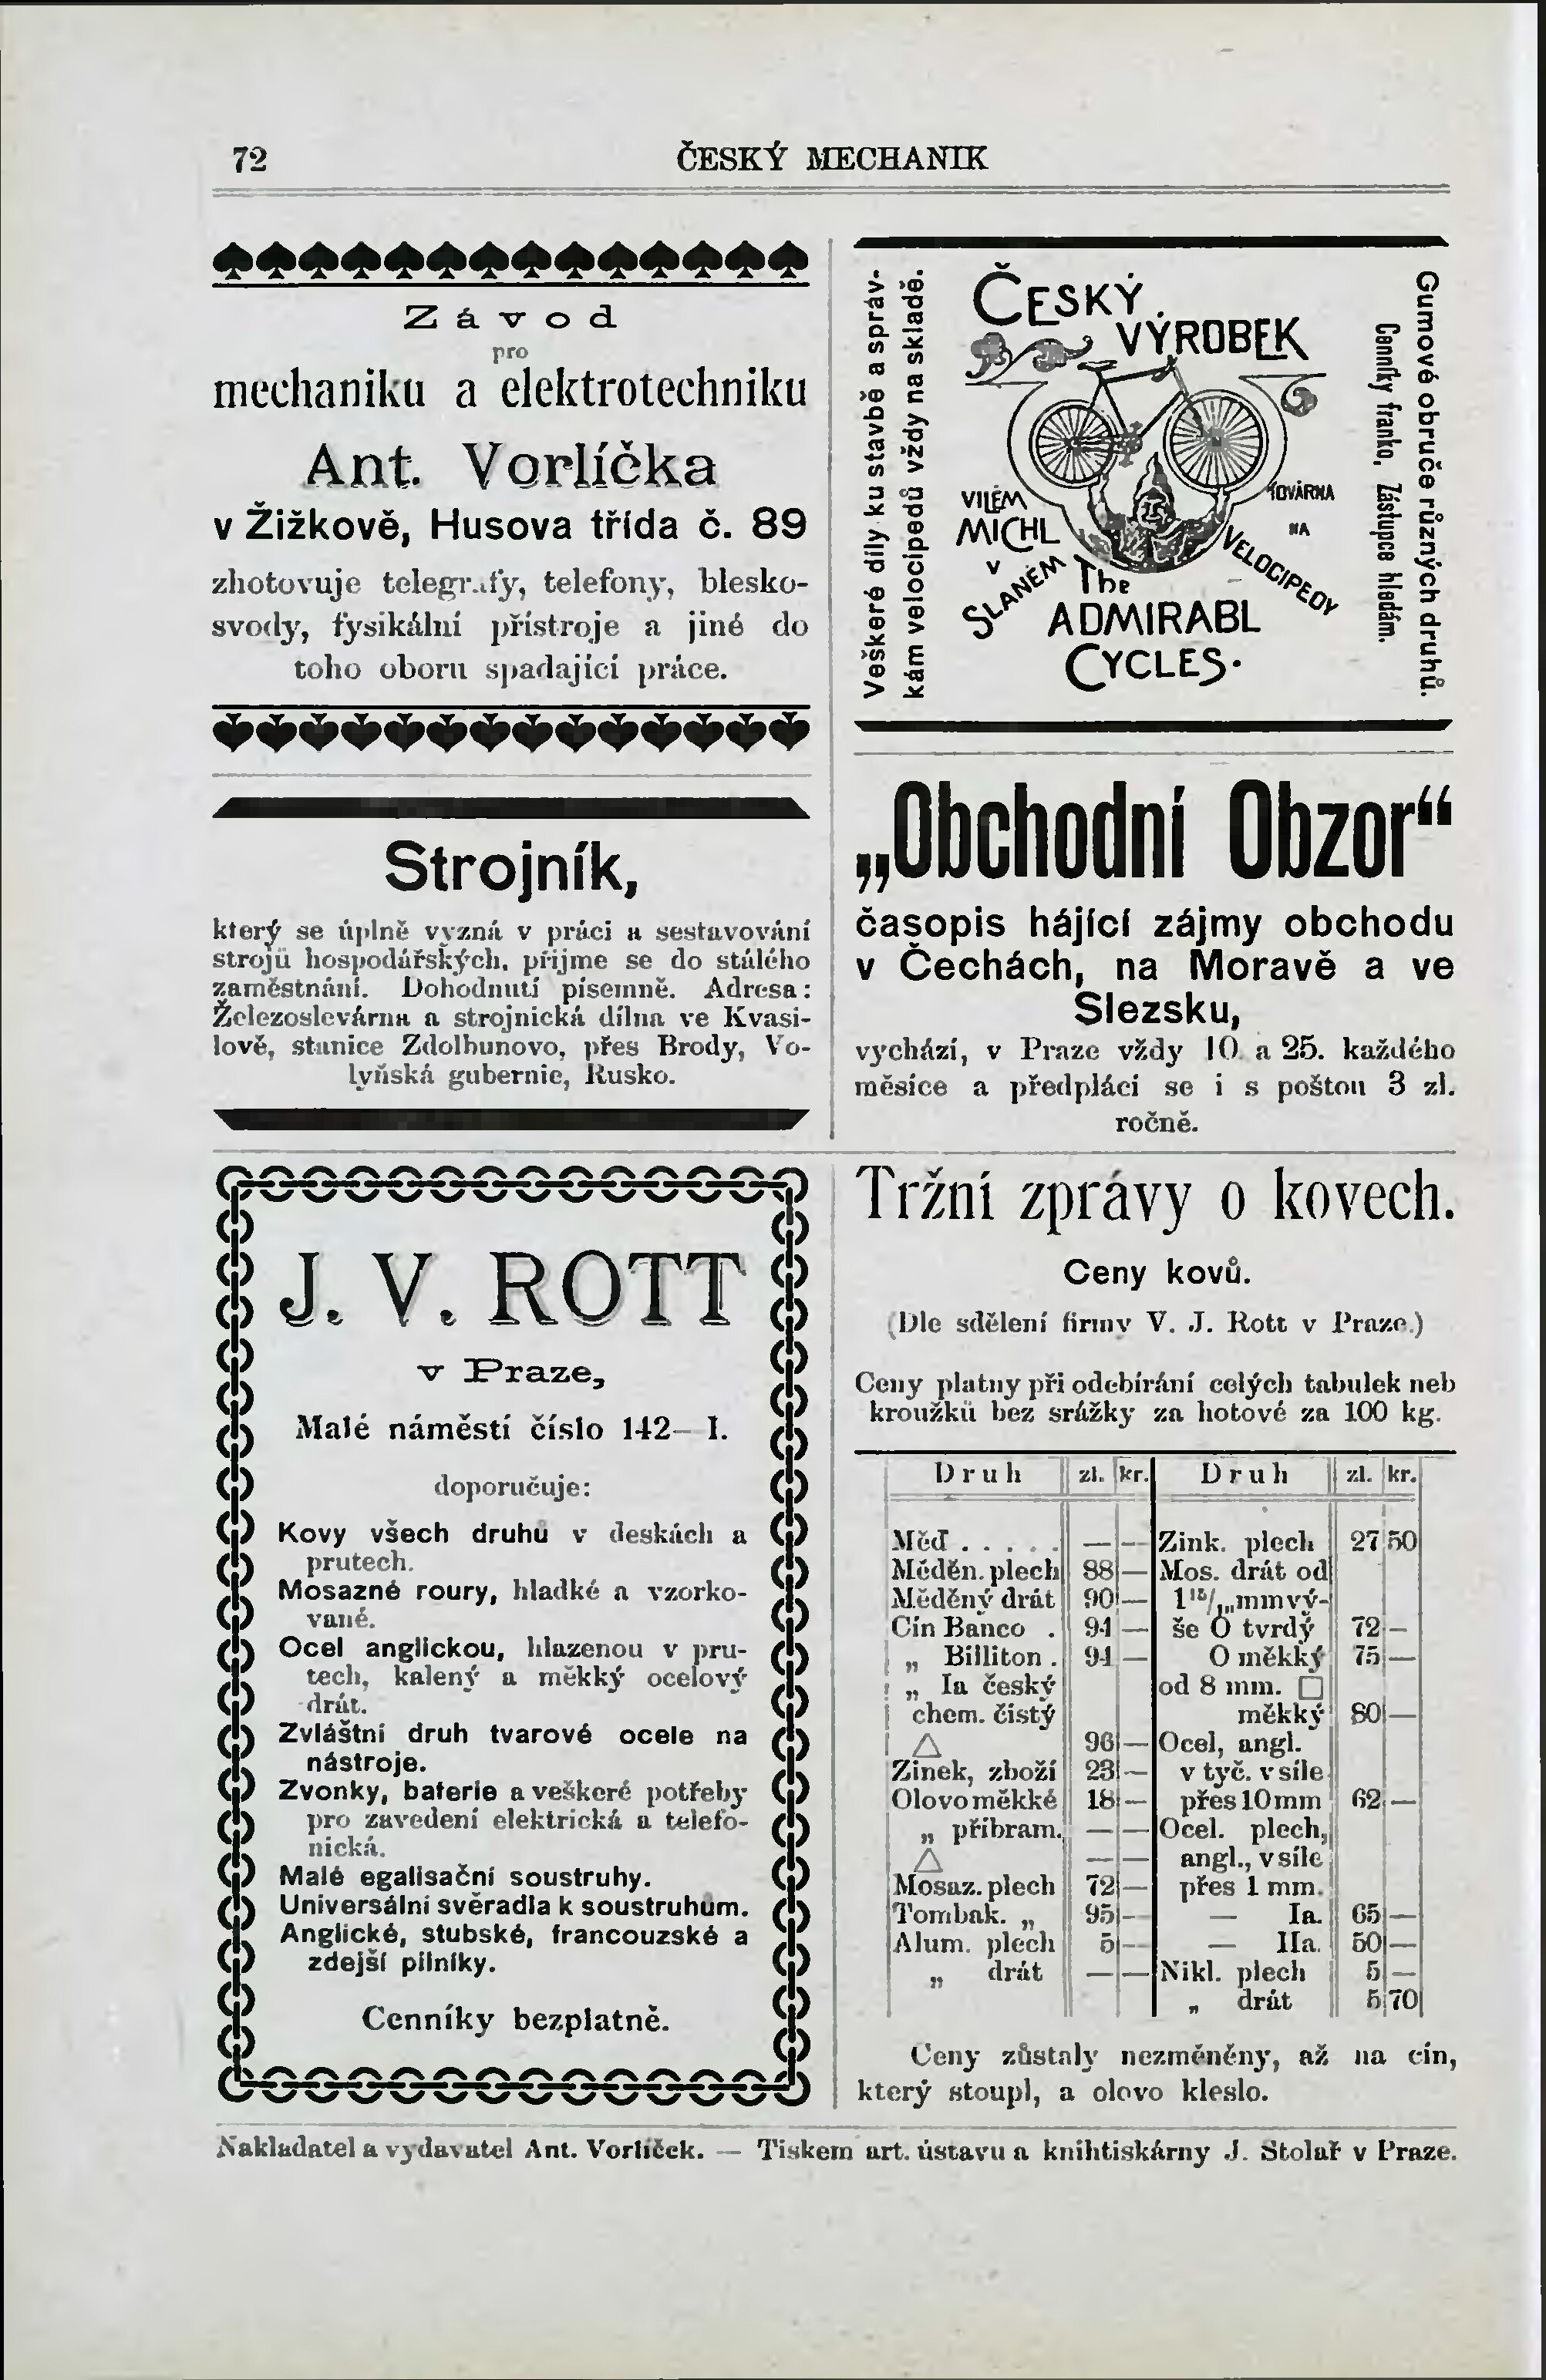 72
ČESKÝ MECHANIK
Závod
pro
mechaniku a elektrotechniku
Ant. Vorlíčka
v Žižkově, Husova třída č. 89
zhotovuje telegrafy, telefony, blesko-
svody, fysikální přístroje a jiné do
toho oboru spadající práce.
Strojník,
který se úplně vyzná v práci a sestavování
strojů hospodářských, přijme se do stálého
zaměstnání. Dohodnutí písemně. Adresa:
Železoslevárna a strojnická dílna ve Kvasi-
lově, stanice Zdolbunovo, přes Brody, Vo-
lyňská gubernie, Rusko.
J. V. ROTT
v Praze,
Malé náměstí číslo 142—I.
doporučuje:
Kovy všech druhů v deskách a
prutech.
Mosazné roury, hladké a vzorko-
vané.
Ocel anglickou, hlazenou v pru-
tech, kalený a měkký ocelový
drát.
Zvláštní druh tvarové ocele na
nástroje.
Zvonky, baterie a veškeré potřeby
pro zavedení elektrická a telefo-
nická.
Malé egalisační soustruhy.
Universální svěradla k soustruhům.
Anglické, stubské, francouzské a
zdejší pilníky.
Cenníky bezplatně.
Veškeré díly ku stavbě a správ-
kám velocipedů vždy na skladě.
ČESKÝ
VÝROBEK
VILÉM
MICHL
V
SLANÉM
TOVÁRNA
NA
VELOCIPEDY
The
ADMIRABL
CYCLES.
Gumové obruče různých druhů.
Cenníky franko. Zástupce hledám.
„Obchodní Obzor“
časopis hájící zájmy obchodu
v Čechách, na Moravě a ve
Slezsku,
vychází, v Praze vždy 10. a 25. každého
měsíce a předpláci se i s poštou 3 zl.
ročně.
Tržní zprávy o kovech.
Ceny kovů.
(Dle sdělení firmy V. J. Rott v Praze.)
Ceny platny při odebírání celých tabulek neb
kroužků bez srážky za hotové za 100 kg.
Druh zl. kr.
Měď . . . . . — —
Měděn. plech 88 —
Měděný drát 90 —
Cín Banco . 94 —
„ Billiton . 94 —
„ Ia český
chem. čistý
△ 96 —
Zinek, zboží 23 —
Olovo měkké 18 —
„ příbram. — —
△ — —
Mosaz. plech 72 —
Tombak. „ 95 —
Alum. plech 5 —
„ drát — —
Druh zl. kr.
Zink. plech 27 50
Mos. drát od
mm vý-
še O tvrdý 72 —
O měkký 75 —
od 8 mm. □
měkký 80 —
Ocel, angl.
v tyč. v síle
přes 10 mm 62 —
Ocel. plech,
angl., v síle
přes 1 mm.
— Ia. 65 —
— IIa. 50 —
Nikl. plech 5 —
„ drát 5 70
Ceny zůstaly nezměněny, až na cín,
který stoupl, a olovo kleslo.
Nakladatel a vydavatel Ant. Vorlíček. — Tiskem art. ústavu a knihtiskárny J. Stolař v Praze.